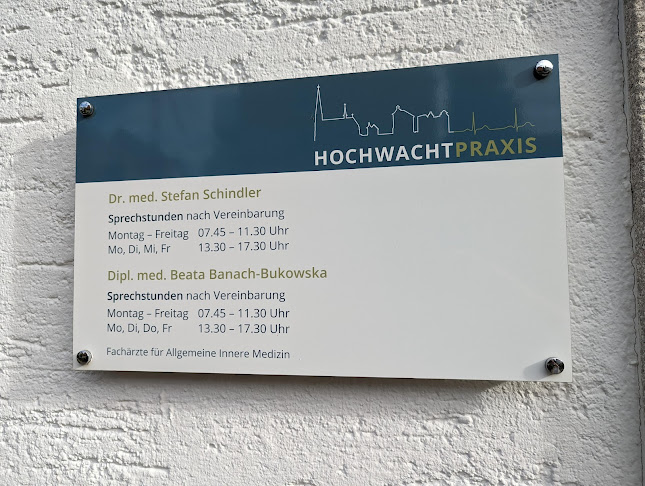 HOCHWACHTPRAXIS
Dr. med. Stefan Schindler
Sprechstunden nach Vereinbarung
Montag – Freitag 07.45 – 11.30 Uhr
Mo, Di, Mi, Fr 13.30 – 17.30 Uhr
Dipl. med. Beata Banach-Bukowska
Sprechstunden nach Vereinbarung
Montag – Freitag 07.45 – 11.30 Uhr
Mo, Di, Do, Fr 13.30 – 17.30 Uhr
Fachärzte für Allgemeine Innere Medizin